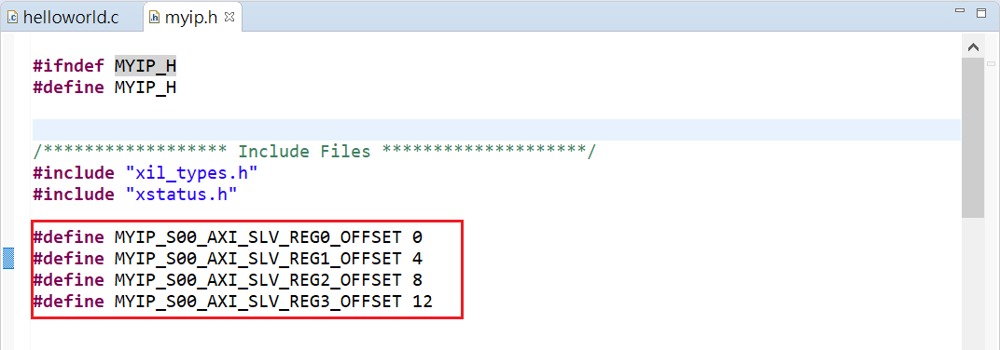 helloworld.c myip.h
#ifndef MYIP_H
#define MYIP_H
/****************** Include Files ********************/
#include "xil_types.h"
#include "xstatus.h"
#define MYIP_S00_AXI_SLV_REG0_OFFSET 0
#define MYIP_S00_AXI_SLV_REG1_OFFSET 4
#define MYIP_S00_AXI_SLV_REG2_OFFSET 8
#define MYIP_S00_AXI_SLV_REG3_OFFSET 12